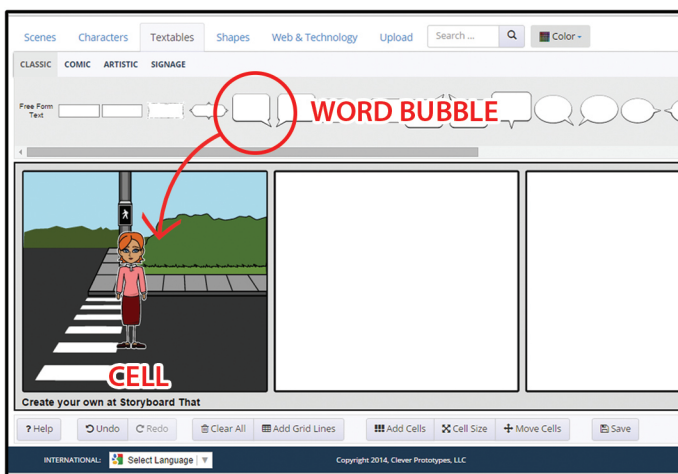 Scenes Characters Textables Shapes Web & Technology Upload Search ... Color
CLASSIC COMIC ARTISTIC SIGNAGE
Free Form
Text
WORD BUBBLE
CELL
Create your own at Storyboard That
? Help Undo Redo Clear All Add Grid Lines Add Cells Cell Size Move Cells Save
INTERNATIONAL: Select Language Copyright 2014, Clever Prototypes, LLC